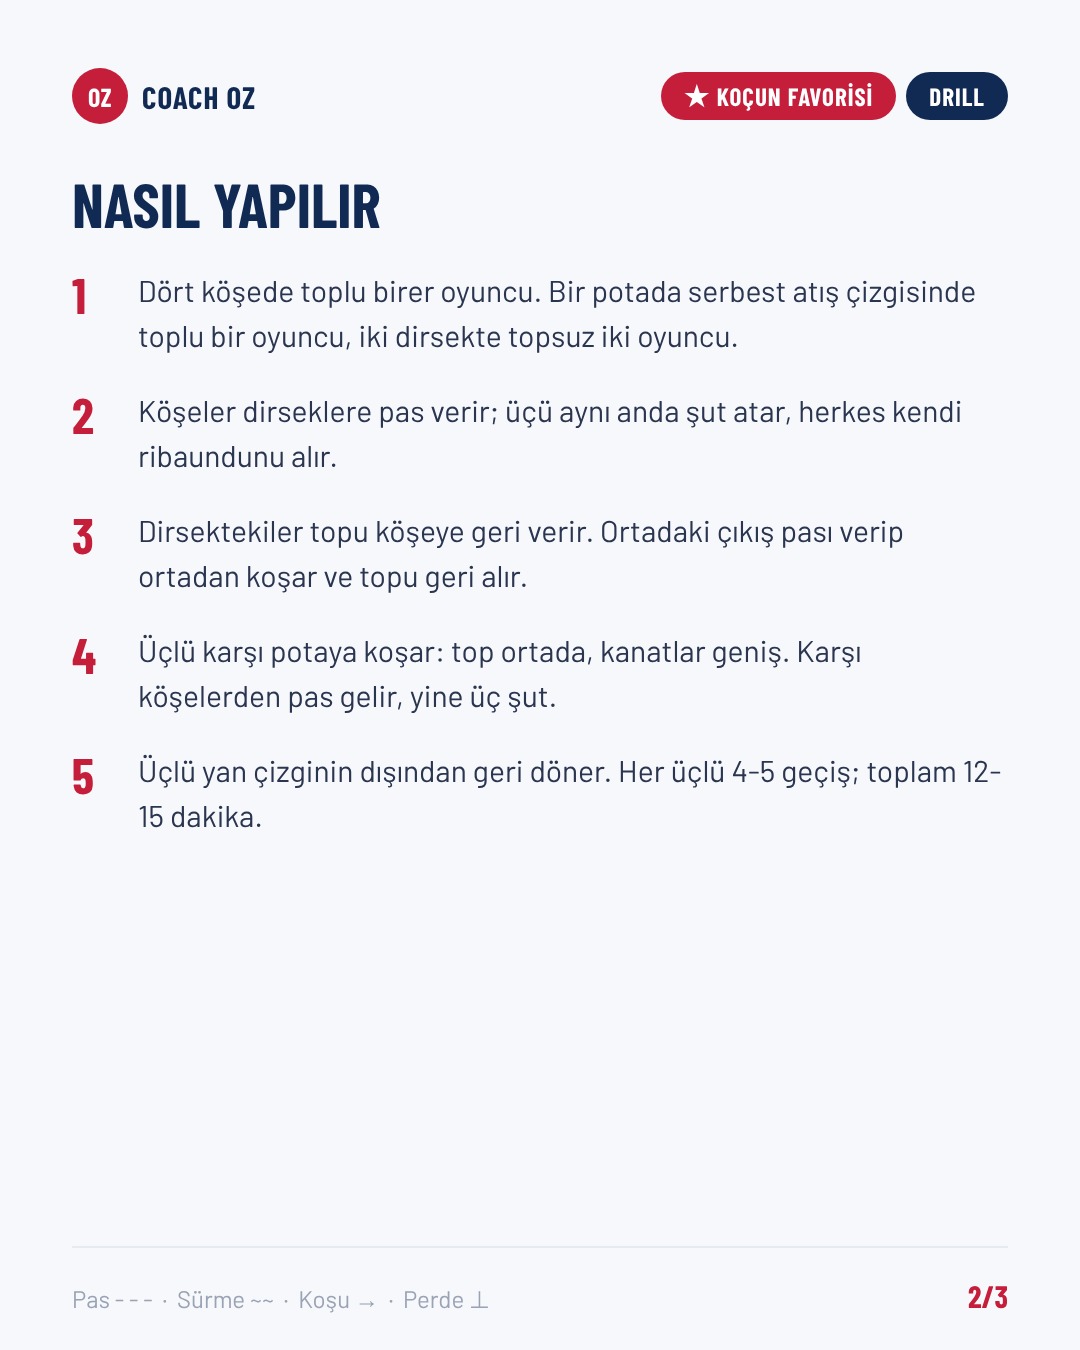 OZ COACH OZ
★ KOÇUN FAVORİSİ DRILL
NASIL YAPILIR
1 Dört köşede toplu birer oyuncu. Bir potada serbest atış çizgisinde
toplu bir oyuncu, iki dirsekte topsuz iki oyuncu.
2 Köşeler dirseklere pas verir; üçü aynı anda şut atar, herkes kendi
ribaundunu alır.
3 Dirsektekiler topu köşeye geri verir. Ortadaki çıkış pası verip
ortadan koşar ve topu geri alır.
4 Üçlü karşı potaya koşar: top ortada, kanatlar geniş. Karşı
köşelerden pas gelir, yine üç şut.
5 Üçlü yan çizginin dışından geri döner. Her üçlü 4-5 geçiş; toplam 12-
15 dakika.
Pas - - - · Sürme ~~ · Koşu → · Perde ⊥
2/3